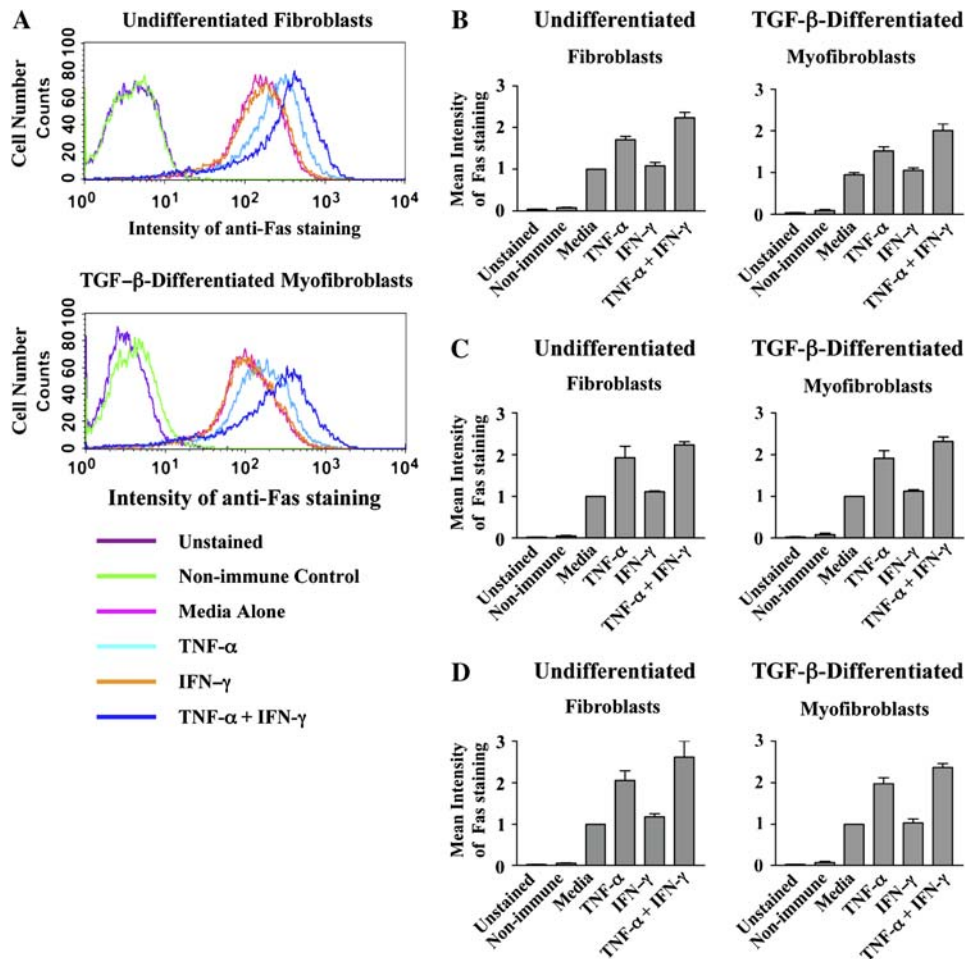 A
Undifferentiated Fibroblasts
Cell Number
Counts
0 20 40 60 80 100
10^0 10^1 10^2 10^3 10^4
Intensity of anti-Fas staining
TGF-β-Differentiated Myofibroblasts
Cell Number
Counts
0 20 40 60 80 100
10^0 10^1 10^2 10^3 10^4
Intensity of anti-Fas staining
Unstained
Non-immune Control
Media Alone
TNF-α
IFN-γ
TNF-α + IFN-γ
B
Undifferentiated
Fibroblasts
Mean Intensity
of Fas staining
3
2
1
0
Unstained
Non-immune
Media
TNF-α
IFN-γ
TNF-α + IFN-γ
TGF-β-Differentiated
Myofibroblasts
3
2
1
0
Unstained
Non-immune
Media
TNF-α
IFN-γ
TNF-α + IFN-γ
C
Undifferentiated
Fibroblasts
Mean Intensity
of Fas staining
3
2
1
0
Unstained
Non-immune
Media
TNF-α
IFN-γ
TNF-α + IFN-γ
TGF-β-Differentiated
Myofibroblasts
3
2
1
0
Unstained
Non-immune
Media
TNF-α
IFN-γ
TNF-α + IFN-γ
D
Undifferentiated
Fibroblasts
Mean Intensity
of Fas staining
3
2
1
0
Unstained
Non-immune
Media
TNF-α
IFN-γ
TNF-α + IFN-γ
TGF-β-Differentiated
Myofibroblasts
3
2
1
0
Unstained
Non-immune
Media
TNF-α
IFN-γ
TNF-α + IFN-γ